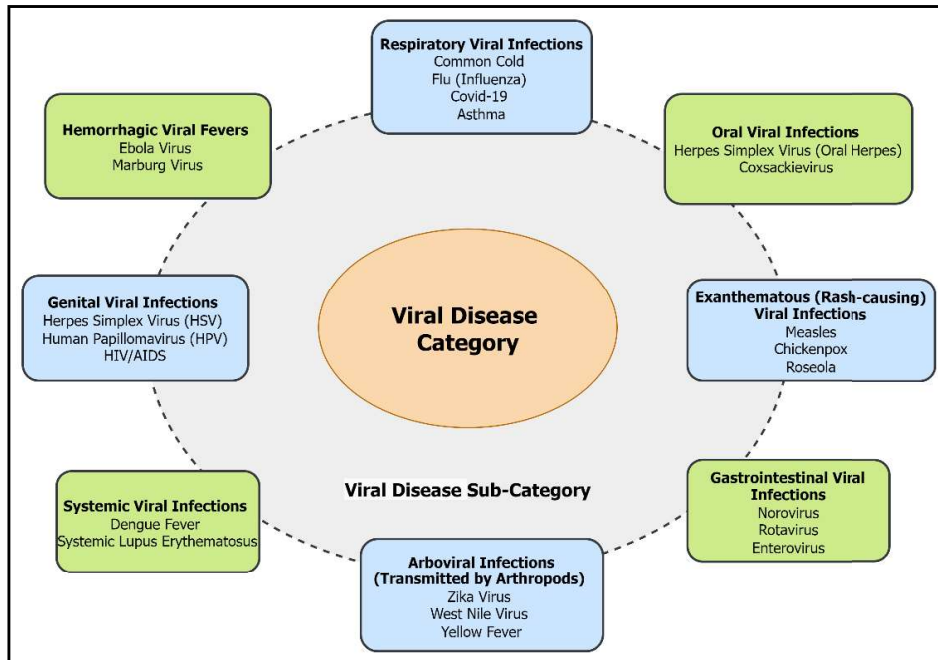 Respiratory Viral Infections
Common Cold
Flu (Influenza)
Covid-19
Asthma
Hemorrhagic Viral Fevers
Ebola Virus
Marburg Virus
Oral Viral Infections
Herpes Simplex Virus (Oral Herpes)
Coxsackievirus
Genital Viral Infections
Herpes Simplex Virus (HSV)
Human Papillomavirus (HPV)
HIV/AIDS
Viral Disease
Category
Exanthematous (Rash-causing)
Viral Infections
Measles
Chickenpox
Roseola
Systemic Viral Infections
Dengue Fever
Systemic Lupus Erythematosus
Viral Disease Sub-Category
Gastrointestinal Viral
Infections
Norovirus
Rotavirus
Enterovirus
Arboviral Infections
(Transmitted by Arthropods)
Zika Virus
West Nile Virus
Yellow Fever